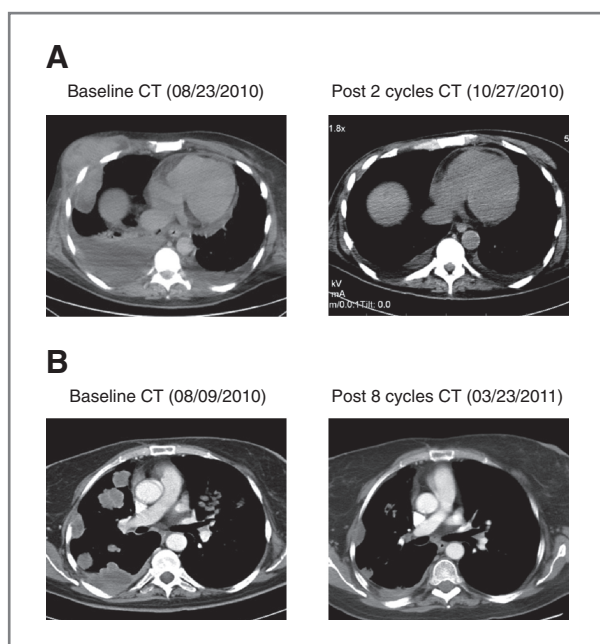 A
Baseline CT (08/23/2010)
Post 2 cycles CT (10/27/2010)
1.8x
5
kV
mA
m/0.0:1Tilt: 0.0
B
Baseline CT (08/09/2010)
Post 8 cycles CT (03/23/2011)